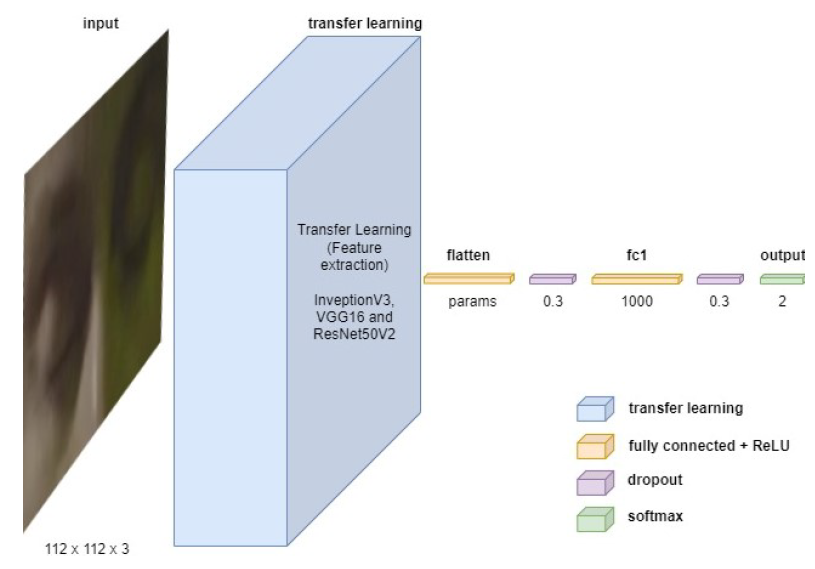 input
transfer learning
Transfer Learning
(Feature
extraction)
InveptionV3,
VGG16 and
ResNet50V2
flatten
fc1
output
params
0.3
1000
0.3
2
transfer learning
fully connected + ReLU
dropout
softmax
112 x 112 x 3